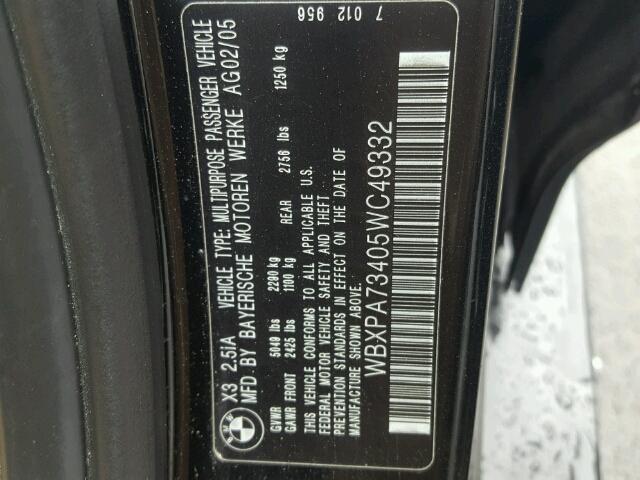 BMW
X3 2.5IA VEHICLE TYPE: MULTIPURPOSE PASSENGER VEHICLE
MFD.BY BAYERISCHE MOTOREN WERKE AG 02/05
GVWR 5049 lbs 2290 kg
GAWR FRONT 2425 lbs 1100 kg REAR 2756 lbs 1250 kg
THIS VEHICLE CONFORMS TO ALL APPLICABLE U.S.
FEDERAL MOTOR VEHICLE SAFETY AND THEFT
PREVENTION STANDARDS IN EFFECT ON THE DATE OF
MANUFACTURE SHOWN ABOVE.
WBXPA73405WC49332
7 012 956